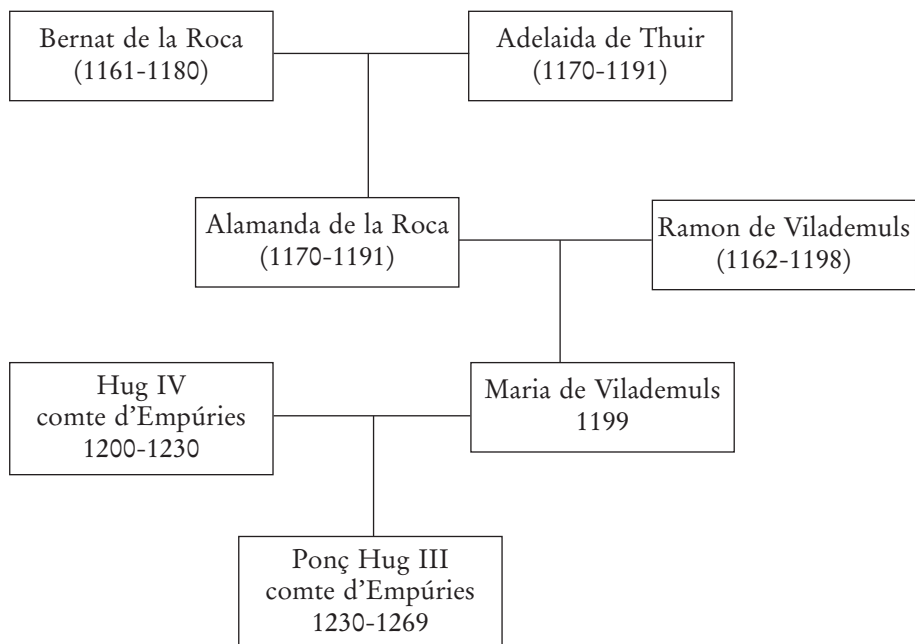 Bernat de la Roca
(1161-1180)
Adelaida de Thuir
(1170-1191)
Alamanda de la Roca
(1170-1191)
Ramon de Vilademuls
(1162-1198)
Hug IV
comte d’Empúries
1200-1230
Maria de Vilademuls
1199
Ponç Hug III
comte d’Empúries
1230-1269